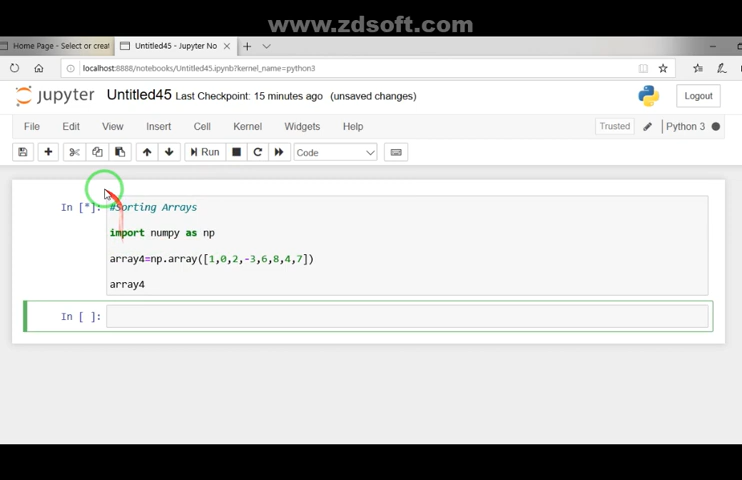 www.zdsoft.com
Home Page - Select or creat
Untitled45 - Jupyter No
localhost:8888/notebooks/Untitled45.ipynb?kernel_name=python3
jupyter Untitled45 Last Checkpoint: 15 minutes ago (unsaved changes)
Logout
File Edit View Insert Cell Kernel Widgets Help
Trusted Python 3
Run Code
In [*]: #Sorting Arrays
import numpy as np
array4=np.array([1,0,2,-3,6,8,4,7])
array4
In [ ]: